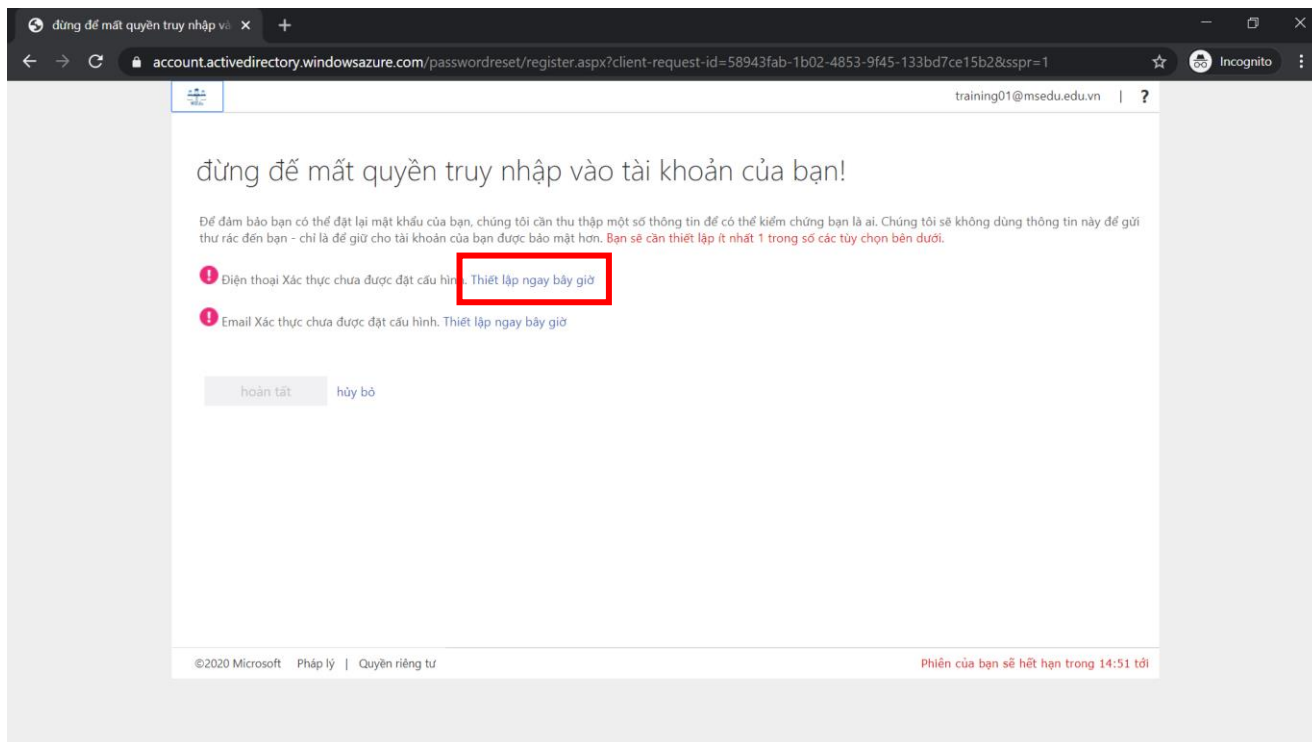 đừng để mất quyền truy nhập và
account.activedirectory.windowsazure.com/passwordreset/register.aspx?client-request-id=58943fab-1b02-4853-9f45-133bd7ce15b2&sspr=1
Incognito
training01@msedu.edu.vn | ?
đừng để mất quyền truy nhập vào tài khoản của bạn!
Để đảm bảo bạn có thể đặt lại mật khẩu của bạn, chúng tôi cần thu thập một số thông tin để có thể kiểm chứng bạn là ai. Chúng tôi sẽ không dùng thông tin này để gửi
thư rác đến bạn - chỉ là để giữ cho tài khoản của bạn được bảo mật hơn. Bạn sẽ cần thiết lập ít nhất 1 trong số các tùy chọn bên dưới.
Điện thoại Xác thực chưa được đặt cấu hình. Thiết lập ngay bây giờ
Email Xác thực chưa được đặt cấu hình. Thiết lập ngay bây giờ
hoàn tất hủy bỏ
©2020 Microsoft Pháp lý | Quyền riêng tư
Phiên của bạn sẽ hết hạn trong 14:51 tới